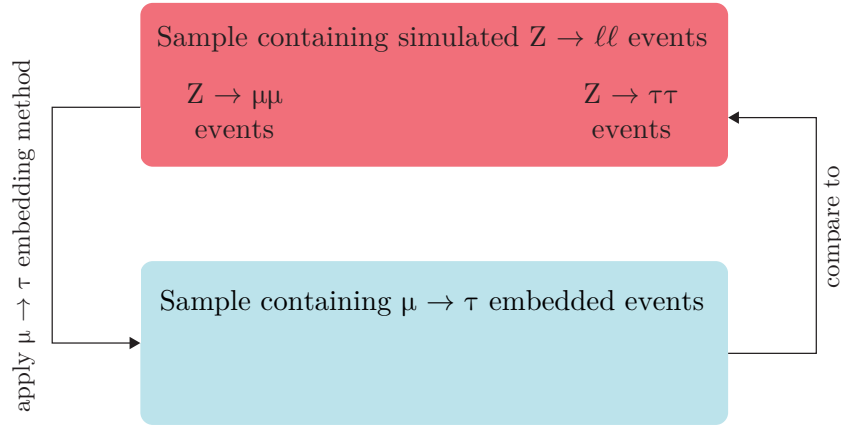 Sample containing simulated Z → ℓℓ events
Z → μμ
events
Z → ττ
events
apply μ → τ embedding method
compare to
Sample containing μ → τ embedded events